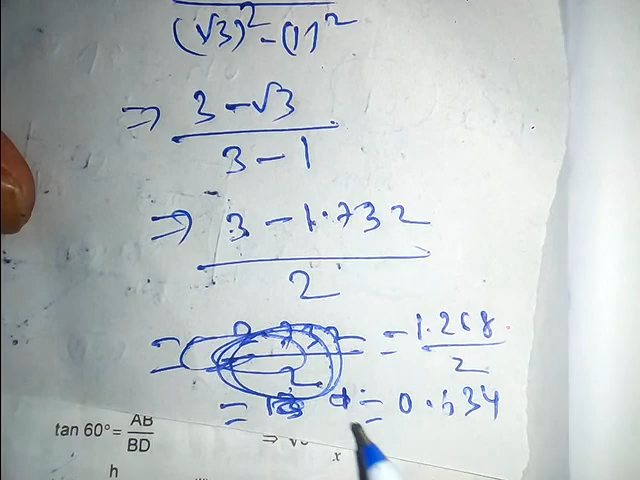 (√3)² - (1)²
⇒ 3 - √3
3 - 1
⇒ 3 - 1.732
2
= = 1.268
2
= = 0.634
tan 60° = AB
BD
⇒
h
x